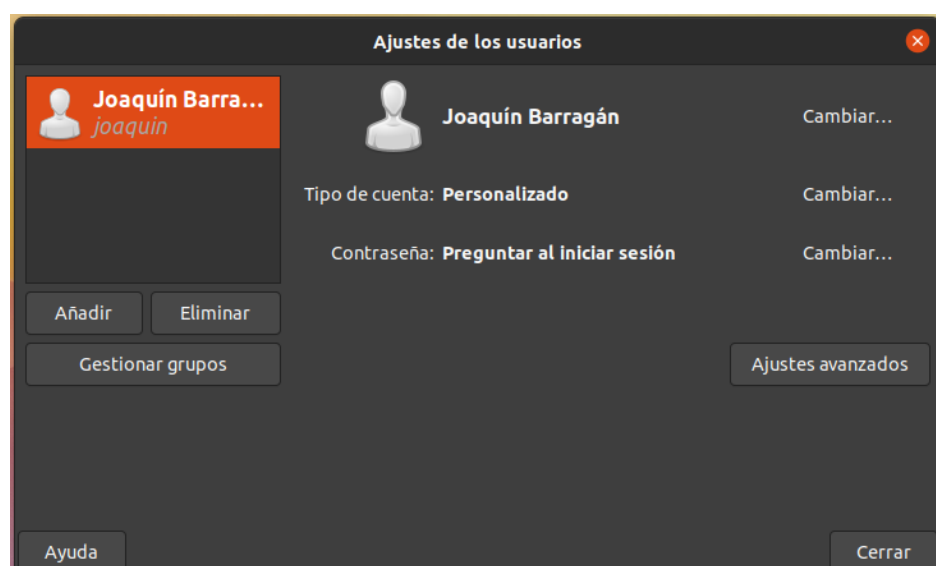 Ajustes de los usuarios
Joaquín Barra...
joaquin
Joaquín Barragán
Cambiar...
Tipo de cuenta: Personalizado
Cambiar...
Contraseña: Preguntar al iniciar sesión
Cambiar...
Añadir
Eliminar
Gestionar grupos
Ajustes avanzados
Ayuda
Cerrar